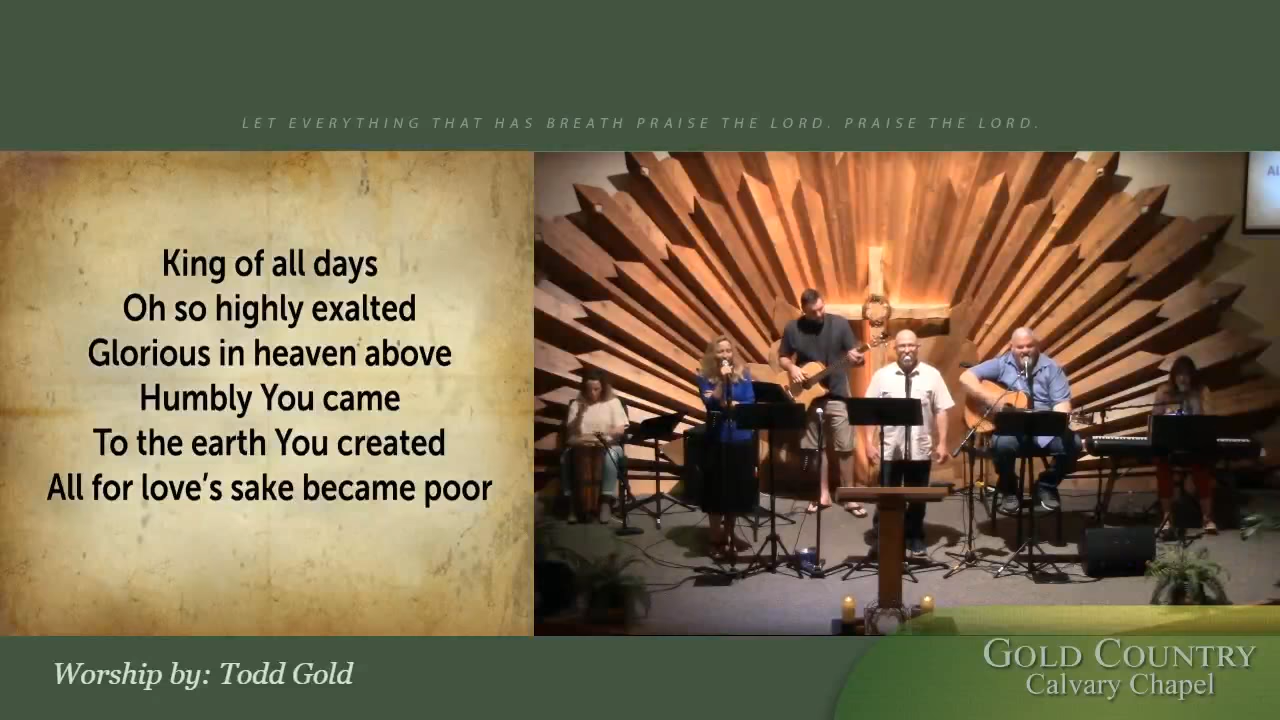 LET EVERYTHING THAT HAS BREATH PRAISE THE LORD. PRAISE THE LORD.
King of all days
Oh so highly exalted
Glorious in heaven above
Humbly You came
To the earth You created
All for love's sake became poor
Worship by: Todd Gold
GOLD COUNTRY
Calvary Chapel